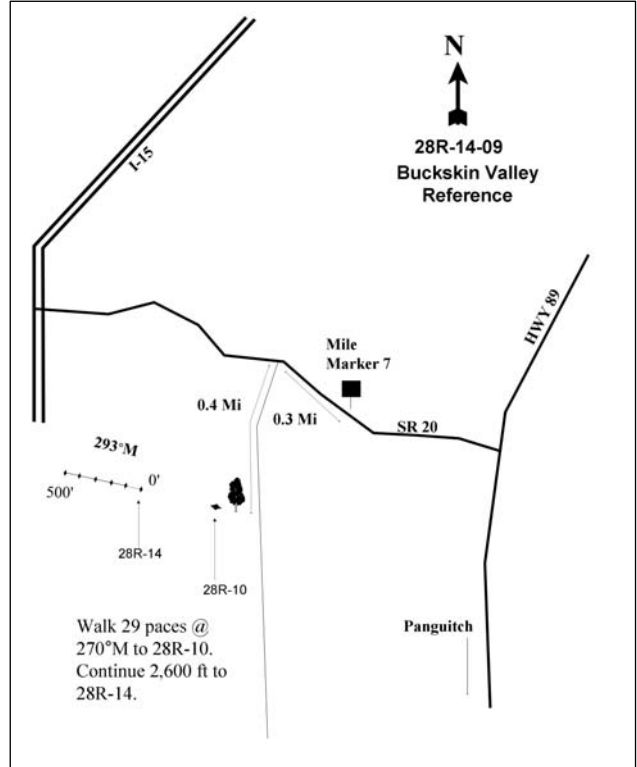 N
28R-14-09
Buckskin Valley
Reference
I-15
HWY 89
Mile
Marker 7
0.4 Mi
0.3 Mi
SR 20
293°M
0'
500'
28R-14
28R-10
Walk 29 paces @
270°M to 28R-10.
Continue 2,600 ft to
28R-14.
Panguitch